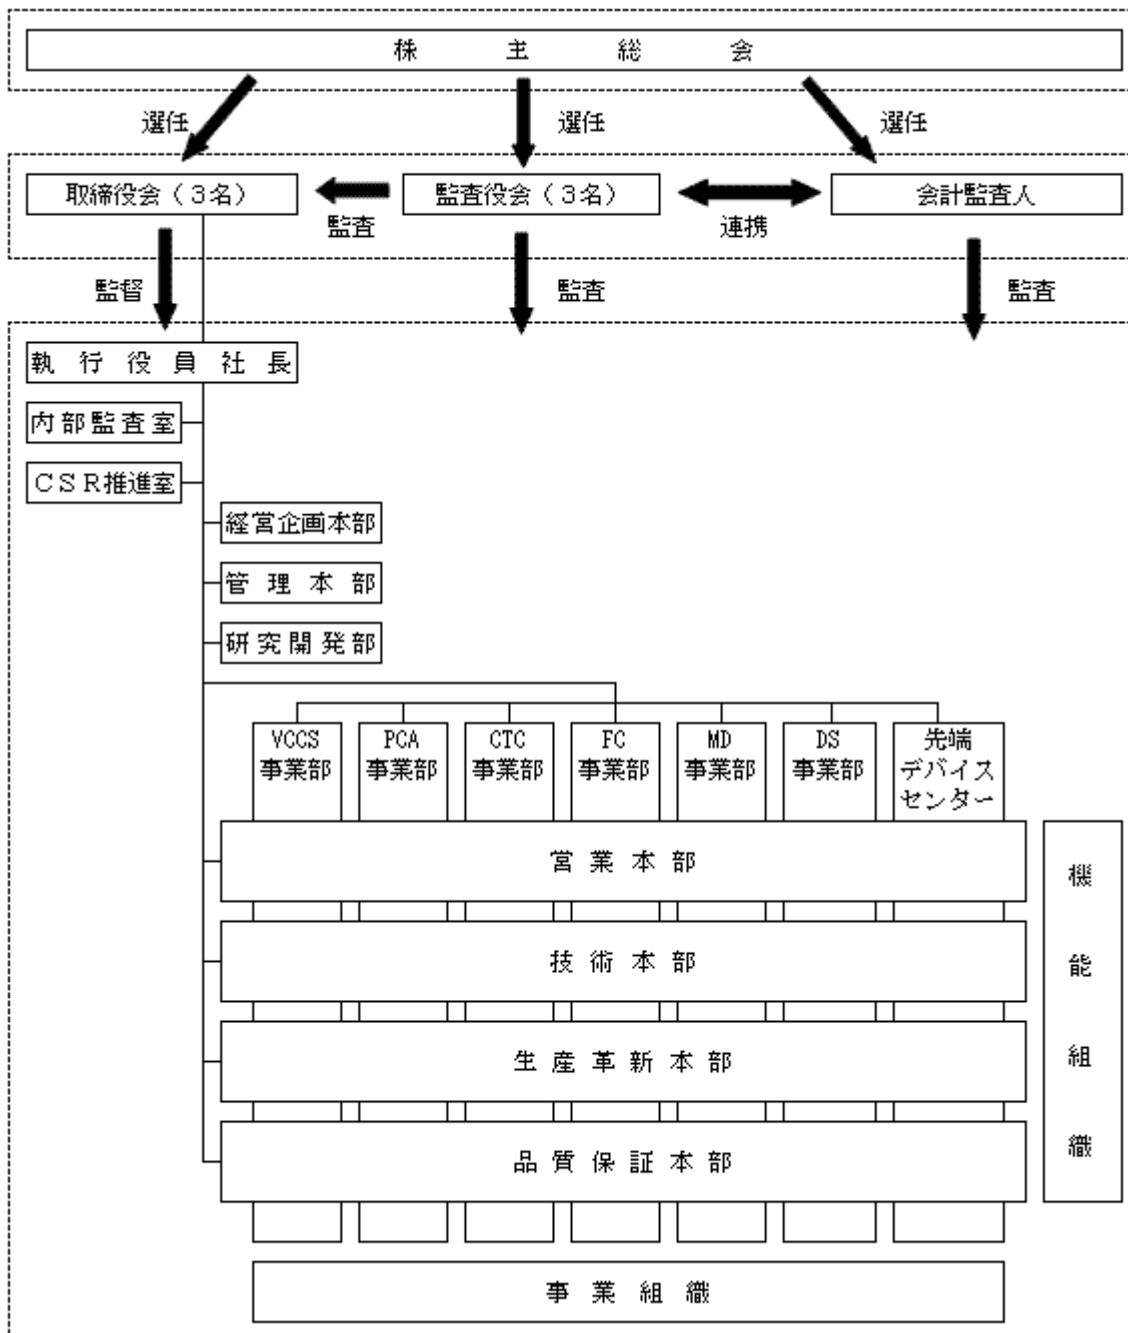 株主総会
選任
選任
選任
取締役会（３名）
監査役会（３名）
会計監査人
監査
連携
監督
監査
監査
執行役員社長
内部監査室
ＣＳＲ推進室
経営企画本部
管理本部
研究開発部
VCCS
事業部
PCA
事業部
CTC
事業部
FC
事業部
MD
事業部
DS
事業部
先端
デバイス
センター
営業本部
技術本部
生産革新本部
品質保証本部
機能組織
事業組織